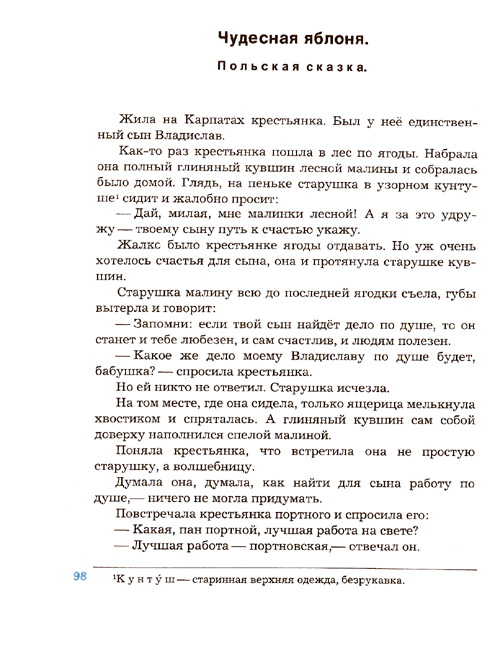 Чудесная яблоня.
Польская сказка.
Жила на Карпатах крестьянка. Был у неё единствен-
ный сын Владислав.
Как-то раз крестьянка пошла в лес по ягоды. Набрала
она полный глиняный кувшин лесной малины и собралась
было домой. Глядь, на пеньке старушка в узорном кунту-
ше¹ сидит и жалобно просит:
— Дай, милая, мне малинки лесной! А я за это удру-
жу — твоему сыну путь к счастью укажу.
Жалкс было крестьянке ягоды отдавать. Но уж очень
хотелось счастья для сына, она и протянула старушке кув-
шин.
Старушка малину всю до последней ягодки съела, губы
вытерла и говорит:
— Запомни: если твой сын найдёт дело по душе, то он
станет и тебе любезен, и сам счастлив, и людям полезен.
— Какое же дело моему Владиславу по душе будет,
бабушка? — спросила крестьянка.
Но ей никто не ответил. Старушка исчезла.
На том месте, где она сидела, только ящерица мелькнула
хвостиком и спряталась. А глиняный кувшин сам собой
доверху наполнился спелой малиной.
Поняла крестьянка, что встретила она не простую
старушку, а волшебницу.
Думала она, думала, как найти для сына работу по
душе,— ничего не могла придумать.
Повстречала крестьянка портного и спросила его:
— Какая, пан портной, лучшая работа на свете?
— Лучшая работа — портновская,— отвечал он.
98
¹Кунту́ш — старинная верхняя одежда, безрукавка.